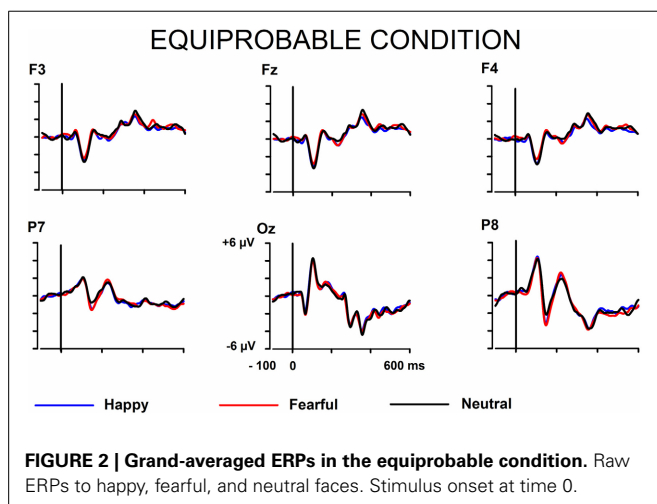 EQUIPROBABLE CONDITION
F3 Fz F4
P7 Oz P8
+6 µV
-6 µV
- 100 0 600 ms
Happy Fearful Neutral
FIGURE 2 | Grand-averaged ERPs in the equiprobable condition. Raw
ERPs to happy, fearful, and neutral faces. Stimulus onset at time 0.